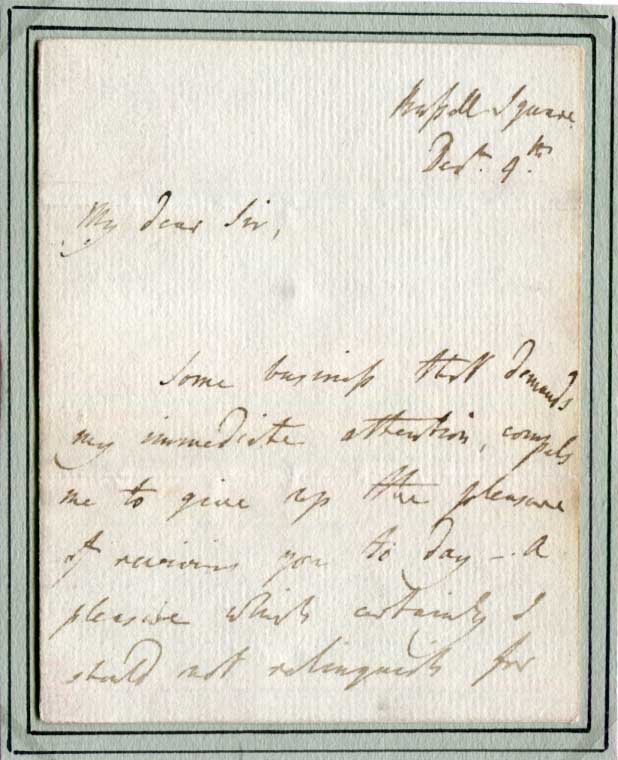 Russell Square
Decr. 9th.
My dear Sir,
Some business that demands
my immediate attention, compels
me to give up the pleasure
of receiving you to day – A
pleasure which certainly I
should not relinquish for